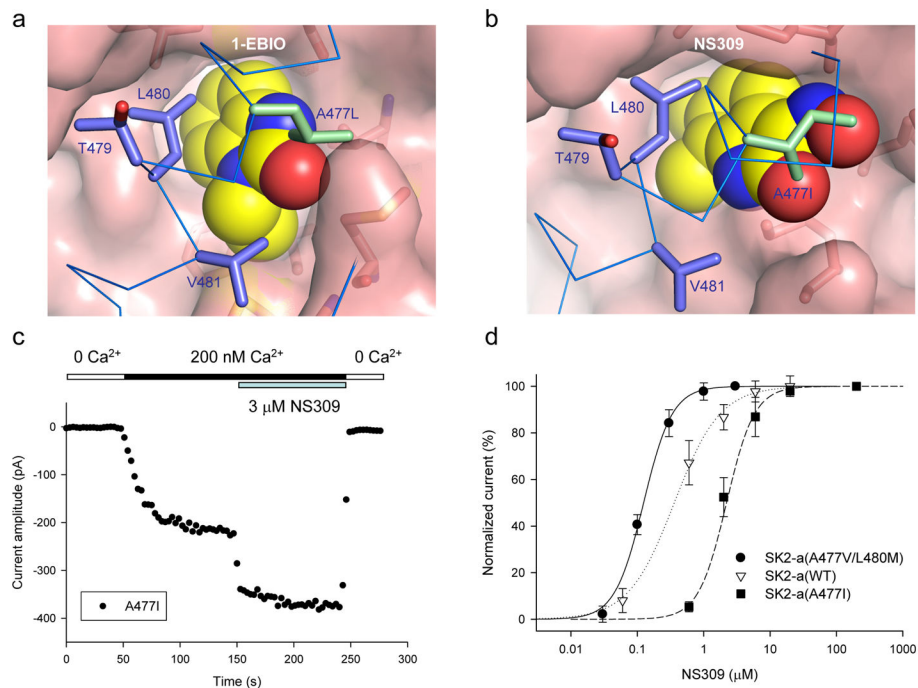 a
1-EBIO
L480
A477L
T479
V481
b
NS309
L480
T479
A477I
V481
c
0 Ca2+ 200 nM Ca2+ 0 Ca2+
3 μM NS309
Current amplitude (pA)
0
-100
-200
-300
-400
A477I
0 50 100 150 200 250 300
Time (s)
d
Normalized current (%)
100
80
60
40
20
0
SK2-a(A477V/L480M)
SK2-a(WT)
SK2-a(A477I)
0.01 0.1 1 10 100 1000
NS309 (μM)